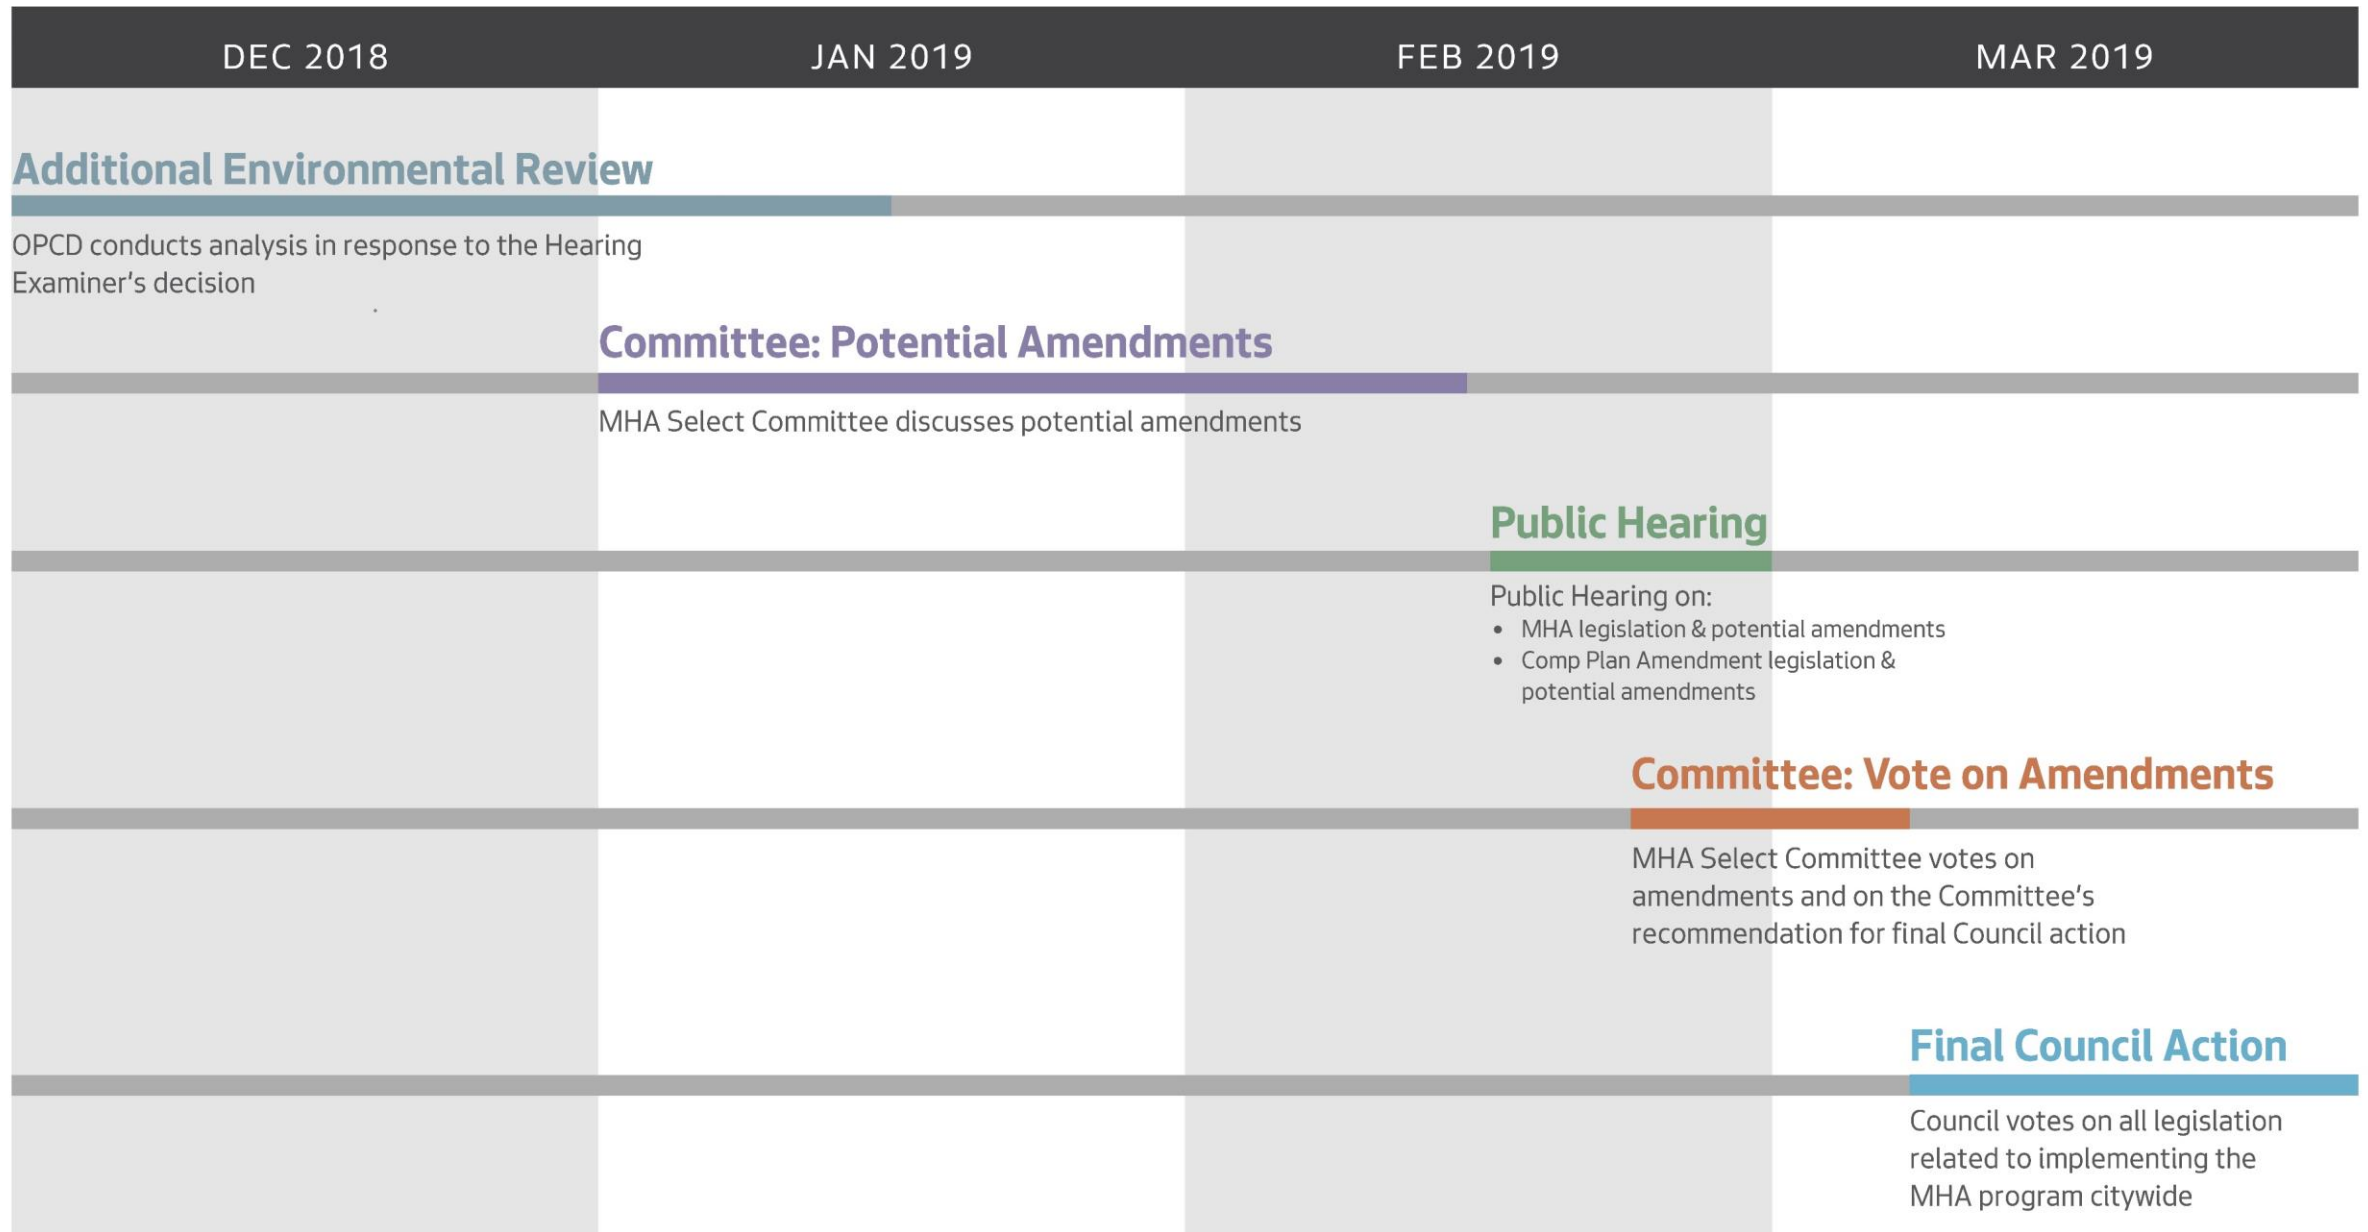 DEC 2018
JAN 2019
FEB 2019
MAR 2019
Additional Environmental Review
OPCD conducts analysis in response to the Hearing
Examiner's decision
Committee: Potential Amendments
MHA Select Committee discusses potential amendments
Public Hearing
Public Hearing on:
• MHA legislation & potential amendments
• Comp Plan Amendment legislation &
potential amendments
Committee: Vote on Amendments
MHA Select Committee votes on
amendments and on the Committee's
recommendation for final Council action
Final Council Action
Council votes on all legislation
related to implementing the
MHA program citywide